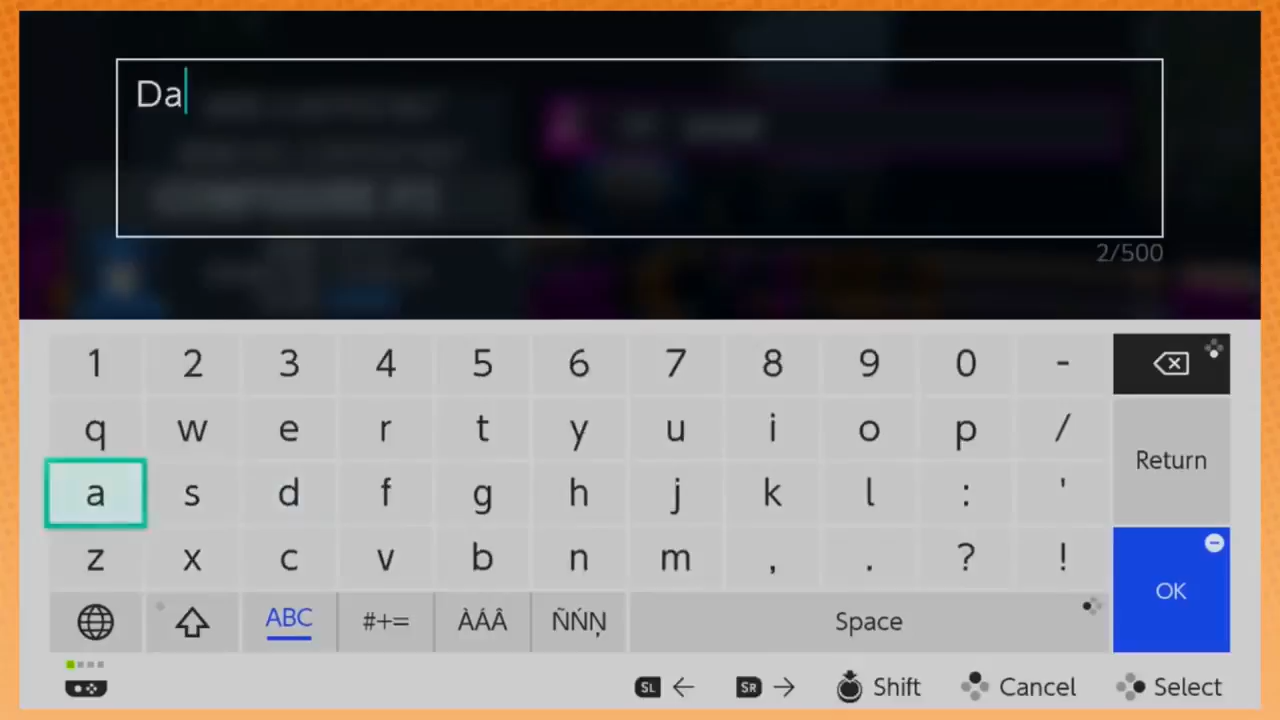 Da
2/500
1 2 3 4 5 6 7 8 9 0 -
q w e r t y u i o p /
Return
a s d f g h j k l : '
z x c v b n m , . ? !
OK
ABC #+= ÀÁÂ ÑŃŅ Space
SL ← SR → Shift Cancel Select